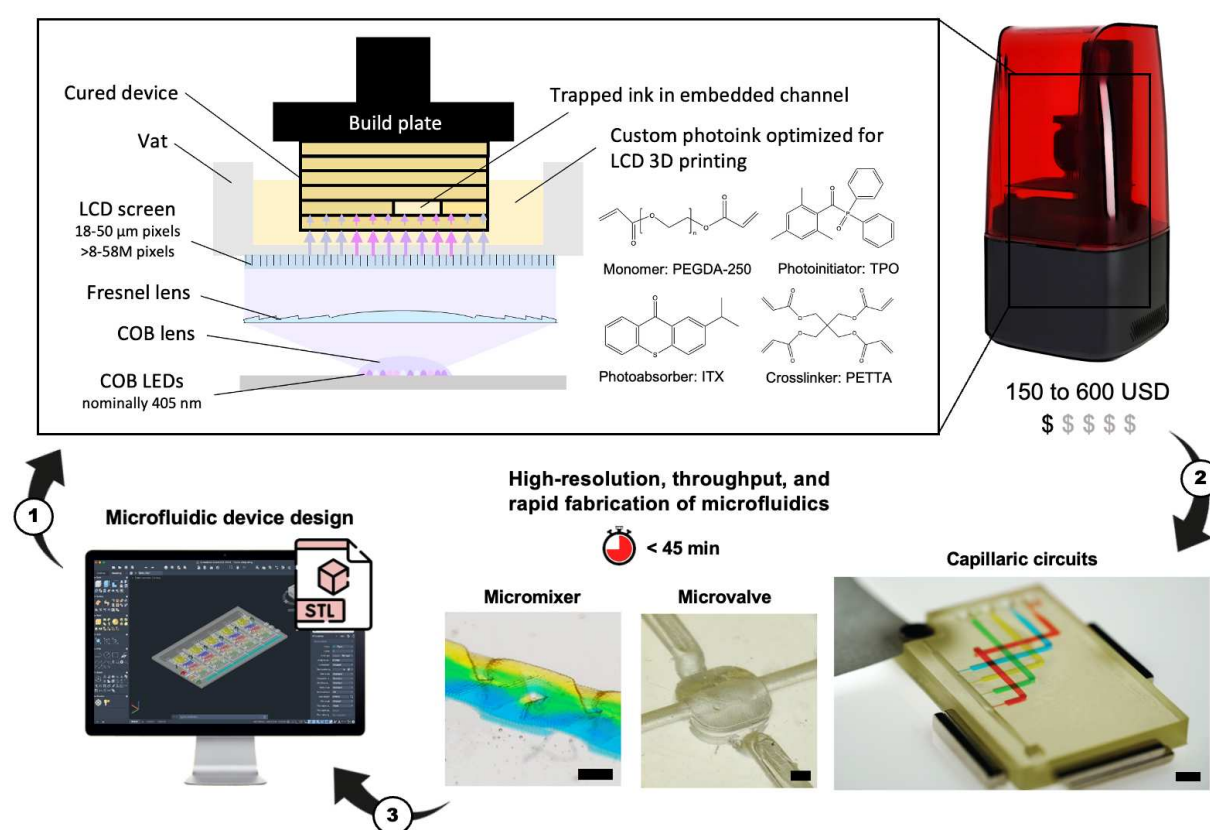 Cured device
Build plate
Trapped ink in embedded channel
Vat
Custom photoink optimized for
LCD 3D printing
LCD screen
18-50 µm pixels
>8-58M pixels
Fresnel lens
COB lens
COB LEDs
nominally 405 nm
O
O
O
O
n
Monomer: PEGDA-250
O
O
P
Photoinitiator: TPO
O
S
Photoabsorber: ITX
O
O
O
O
O
O
O
O
Crosslinker: PETTA
150 to 600 USD
$ $ $ $ $
1
2
High-resolution, throughput, and
rapid fabrication of microfluidics
< 45 min
Microfluidic device design
STL
Micromixer
Microvalve
Capillaric circuits
3